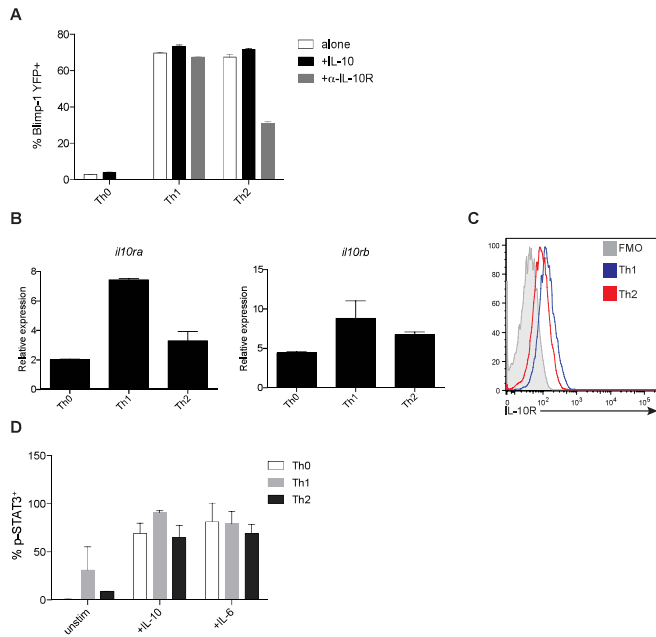 A
% Blimp-1 YFP+
80
60
40
20
0
Th0
Th1
Th2
alone
+IL-10
+α-IL-10R
B
il10ra
Relative expression
8
6
4
2
0
Th0
Th1
Th2
il10rb
Relative expression
15
10
5
0
Th0
Th1
Th2
C
100
80
60
40
20
0
0
10²
10³
10⁴
10⁵
IL-10R
FMO
Th1
Th2
D
% p-STAT3⁺
150
100
50
0
unstim
+IL-10
+IL-6
Th0
Th1
Th2